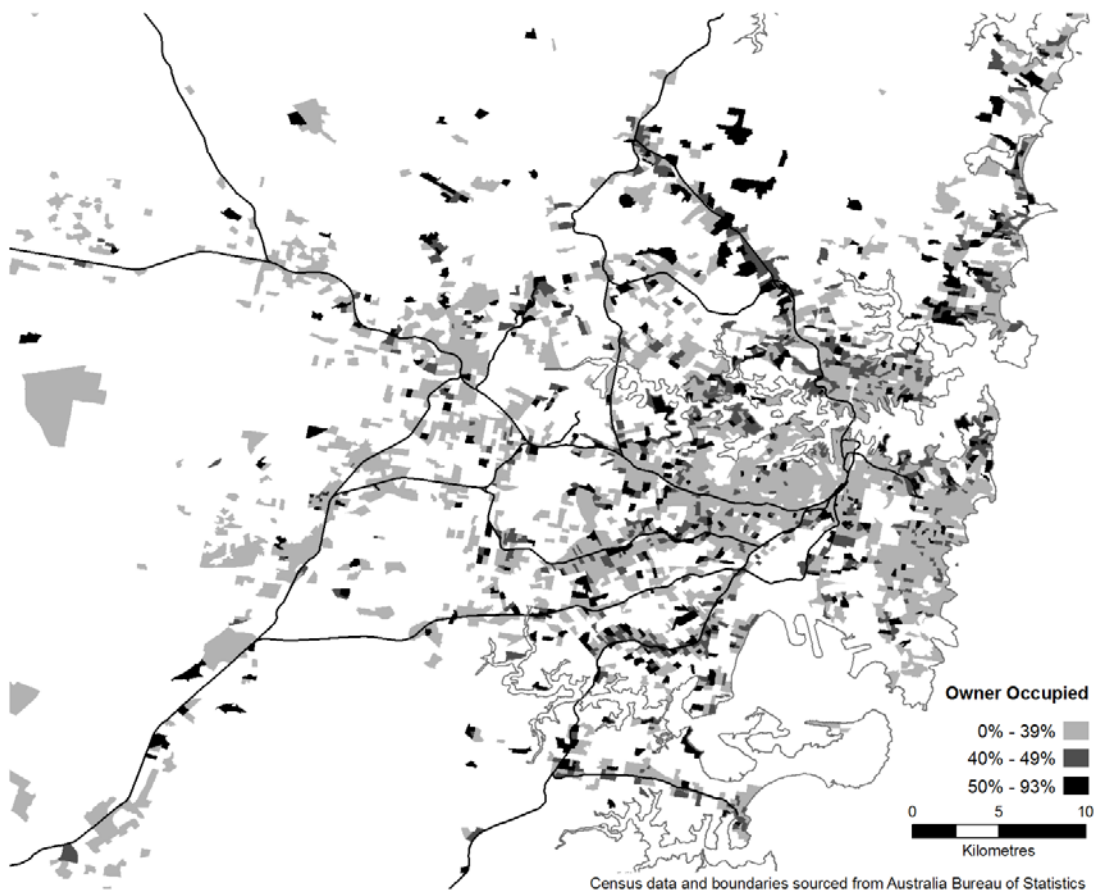 Owner Occupied
0% - 39%
40% - 49%
50% - 93%
0 5 10
Kilometres
Census data and boundaries sourced from Australia Bureau of Statistics